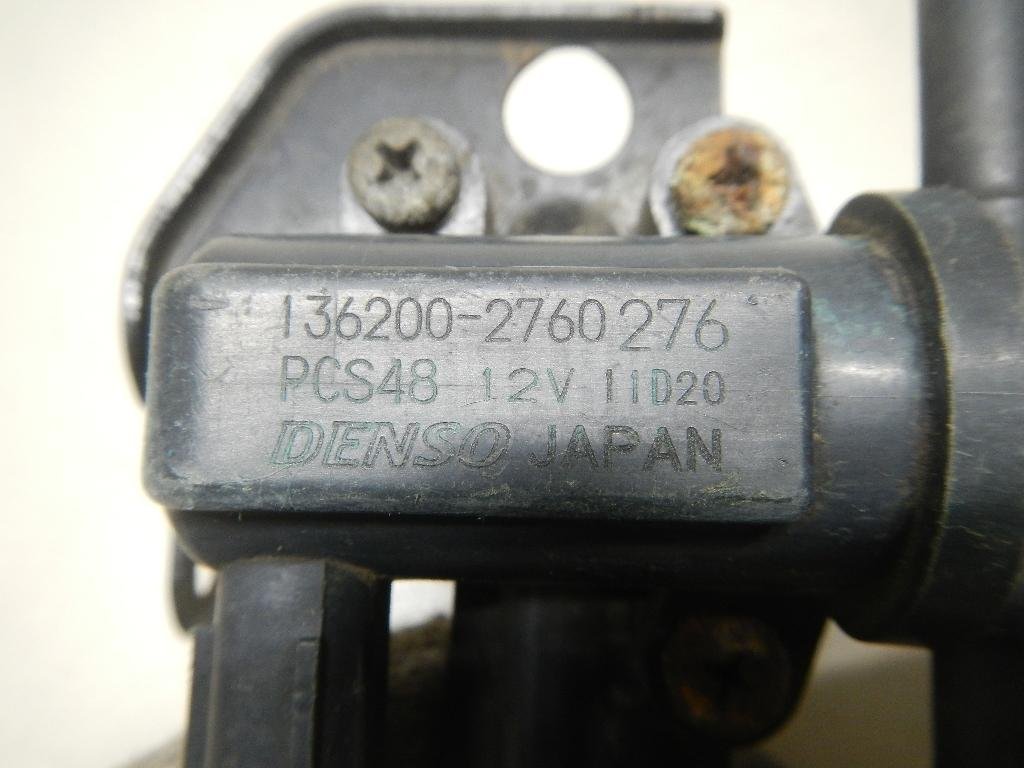 136200-2760 276
PCS48 12V 11D20
DENSO JAPAN